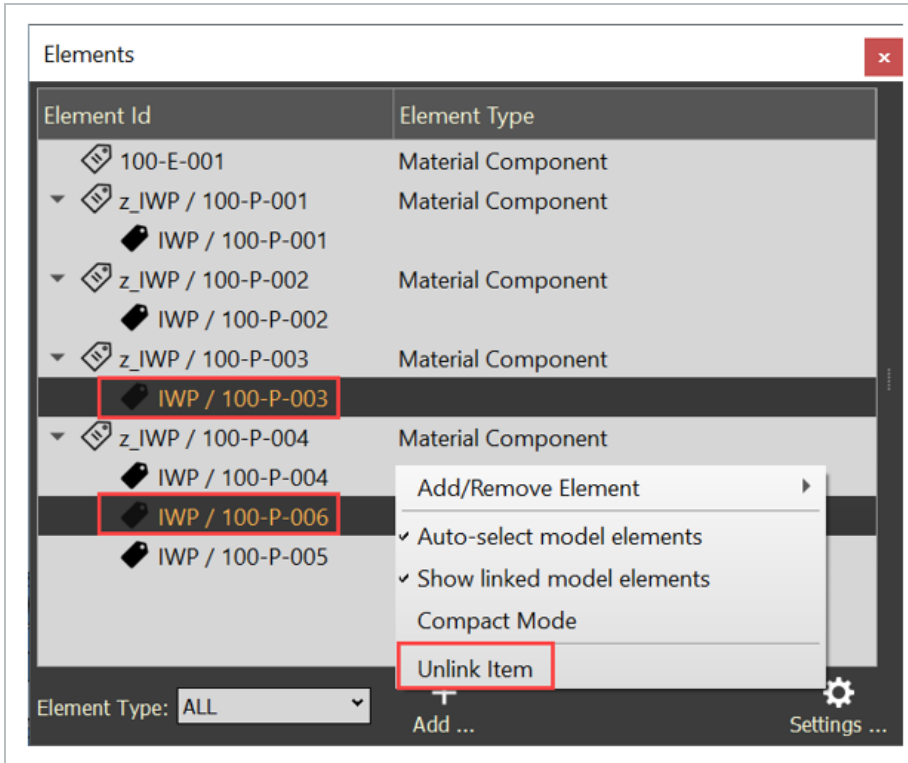 Elements
Element Id Element Type
100-E-001 Material Component
z_IWP / 100-P-001 Material Component
IWP / 100-P-001
z_IWP / 100-P-002 Material Component
IWP / 100-P-002
z_IWP / 100-P-003 Material Component
IWP / 100-P-003
z_IWP / 100-P-004 Material Component
IWP / 100-P-004
IWP / 100-P-006
IWP / 100-P-005
Add/Remove Element
Auto-select model elements
Show linked model elements
Compact Mode
Unlink Item
Element Type: ALL
Add ...
Settings ...